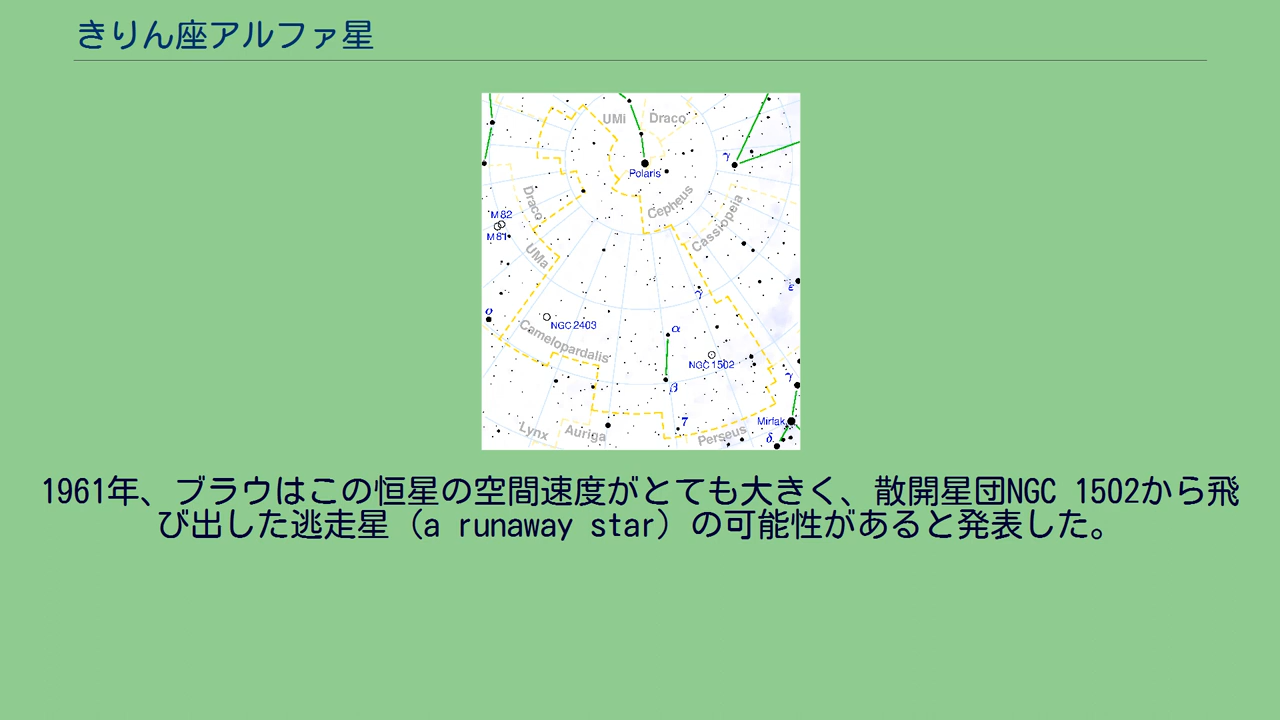 きりん座アルファ星
UMi
Draco
γ
Polaris
Draco
Cepheus
Cassiopeia
M 82
M 81
UMa
γ
ε
ο
NGC 2403
α
Camelopardalis
NGC 1502
β
γ
7
Mirfak
Lynx
Auriga
Perseus
δ
1961年、ブラウはこの恒星の空間速度がとても大きく、散開星団NGC 1502から飛
び出した逃走星（a runaway star）の可能性があると発表した。